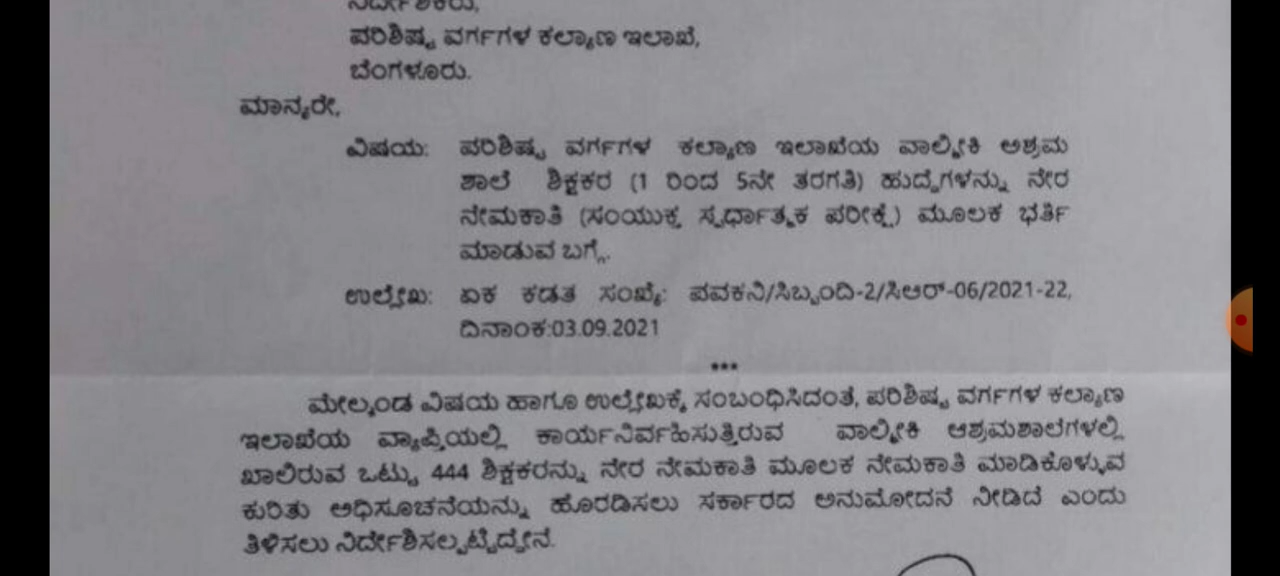 ನಿರ್ದೇಶಕರು,
ಪರಿಶಿಷ್ಟ ವರ್ಗಗಳ ಕಲ್ಯಾಣ ಇಲಾಖೆ,
ಬೆಂಗಳೂರು.
ಮಾನ್ಯರೇ,
ವಿಷಯ: ಪರಿಶಿಷ್ಟ ವರ್ಗಗಳ ಕಲ್ಯಾಣ ಇಲಾಖೆಯ ವಾಲ್ಮೀಕಿ ಆಶ್ರಮ
ಶಾಲೆ ಶಿಕ್ಷಕರ (1 ರಿಂದ 5ನೇ ತರಗತಿ) ಹುದ್ದೆಗಳನ್ನು ನೇರ
ನೇಮಕಾತಿ (ಸಂಯುಕ್ತ ಸ್ಪರ್ಧಾತ್ಮಕ ಪರೀಕ್ಷೆ) ಮೂಲಕ ಭರ್ತಿ
ಮಾಡುವ ಬಗ್ಗೆ.
ಉಲ್ಲೇಖ: ಏಕ ಕಡತ ಸಂಖ್ಯೆ: ಪವಕನಿ/ಸಿಬ್ಬಂದಿ-2/ಸಿಆರ್-06/2021-22,
ದಿನಾಂಕ:03.09.2021
***
ಮೇಲ್ಕಂಡ ವಿಷಯ ಹಾಗೂ ಉಲ್ಲೇಖಕ್ಕೆ ಸಂಬಂಧಿಸಿದಂತೆ, ಪರಿಶಿಷ್ಟ ವರ್ಗಗಳ ಕಲ್ಯಾಣ
ಇಲಾಖೆಯ ವ್ಯಾಪ್ತಿಯಲ್ಲಿ ಕಾರ್ಯನಿರ್ವಹಿಸುತ್ತಿರುವ ವಾಲ್ಮೀಕಿ ಆಶ್ರಮಶಾಲೆಗಳಲ್ಲಿ
ಖಾಲಿರುವ ಒಟ್ಟು 444 ಶಿಕ್ಷಕರನ್ನು ನೇರ ನೇಮಕಾತಿ ಮೂಲಕ ನೇಮಕಾತಿ ಮಾಡಿಕೊಳ್ಳುವ
ಕುರಿತು ಅಧಿಸೂಚನೆಯನ್ನು ಹೊರಡಿಸಲು ಸರ್ಕಾರದ ಅನುಮೋದನೆ ನೀಡಿದೆ ಎಂದು
ತಿಳಿಸಲು ನಿರ್ದೇಶಿಸಲ್ಪಟ್ಟಿದ್ದೇನೆ.